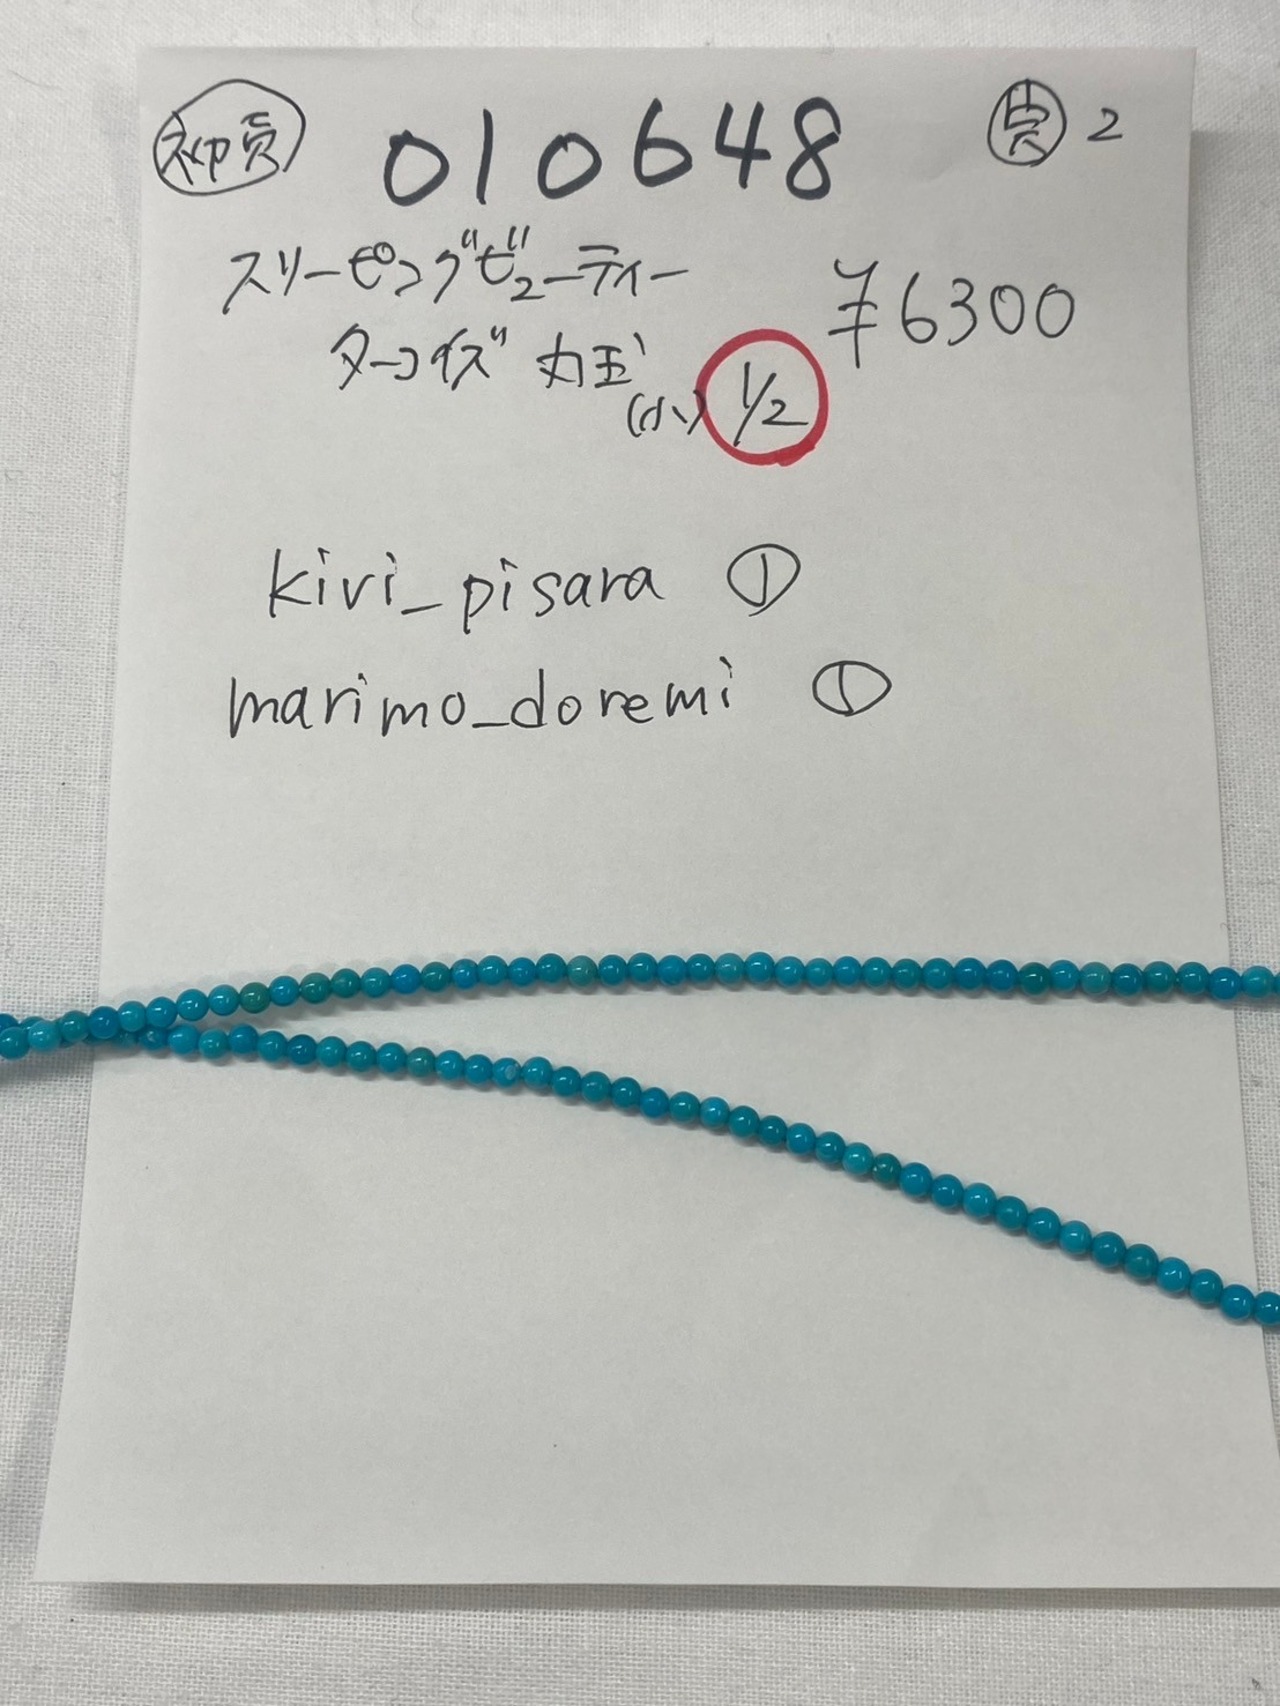 010648 2
スリーピングビューティー ¥6300
ターコイズ 丸玉
(小) 1/2
kivi_pisara ①
marimo_doremi ①